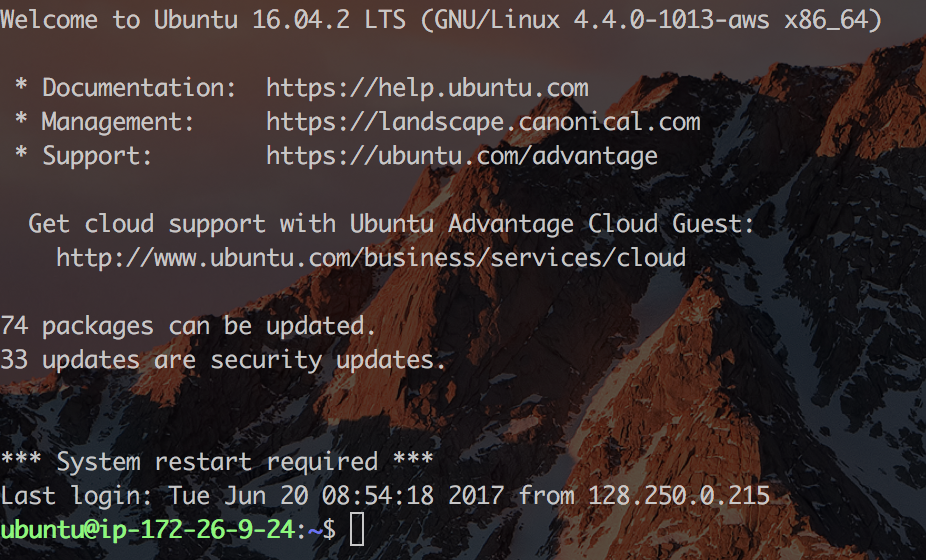 Welcome to Ubuntu 16.04.2 LTS (GNU/Linux 4.4.0-1013-aws x86_64)
* Documentation:  https://help.ubuntu.com
* Management:     https://landscape.canonical.com
* Support:        https://ubuntu.com/advantage
Get cloud support with Ubuntu Advantage Cloud Guest:
http://www.ubuntu.com/business/services/cloud
74 packages can be updated.
33 updates are security updates.
*** System restart required ***
Last login: Tue Jun 20 08:54:18 2017 from 128.250.0.215
ubuntu@ip-172-26-9-24:~$